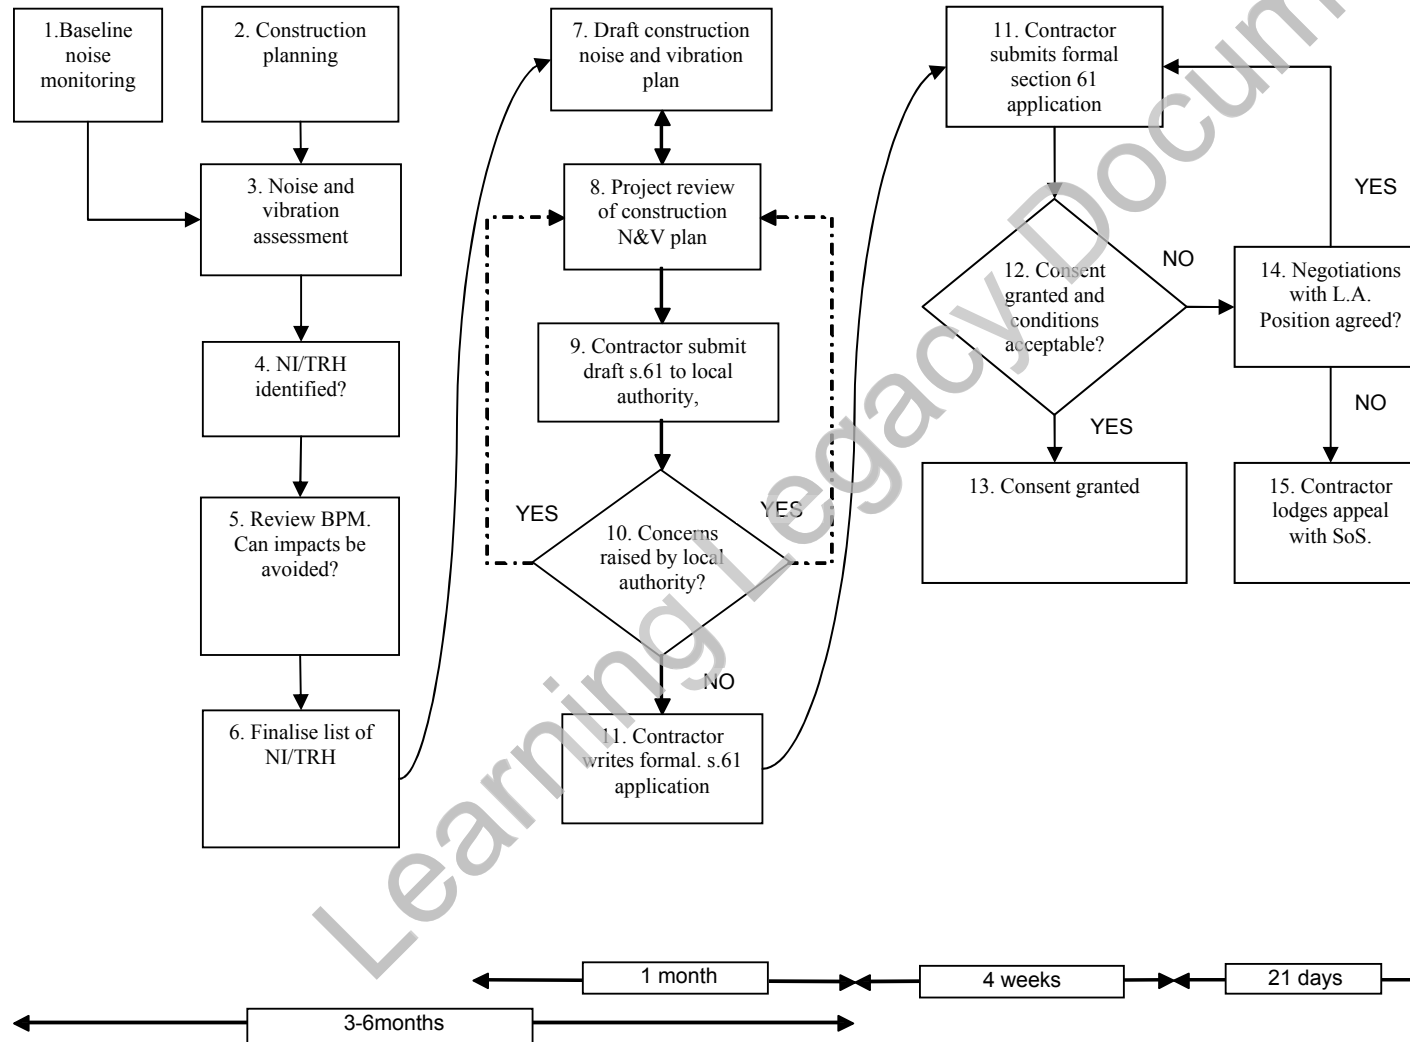 1.Baseline
noise
monitoring
2. Construction
planning
3. Noise and
vibration
assessment
4. NI/TRH
identified?
5. Review BPM.
Can impacts be
avoided?
6. Finalise list of
NI/TRH
7. Draft construction
noise and vibration
plan
8. Project review
of construction
N&V plan
9. Contractor submit
draft s.61 to local
authority,
YES
YES
10. Concerns
raised by local
authority?
NO
11. Contractor
writes formal. s.61
application
11. Contractor
submits formal
section 61
application
12. Consent
granted and
conditions
acceptable?
NO
YES
YES
13. Consent granted
14. Negotiations
with L.A.
Position agreed?
NO
15. Contractor
lodges appeal
with SoS.
1 month
4 weeks
21 days
3-6months
Learning Legacy Docum